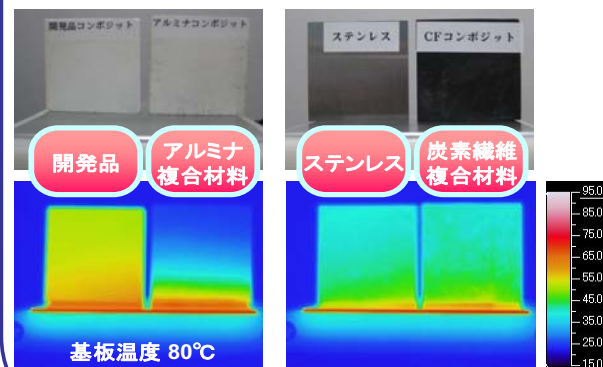 開発品コンポジット
アルミナコンポジット
ステンレス
CFコンポジット
開発品
アルミナ
複合材料
ステンレス
炭素繊維
複合材料
基板温度 80℃
95.0
85.0
75.0
65.0
55.0
45.0
35.0
25.0
15.0